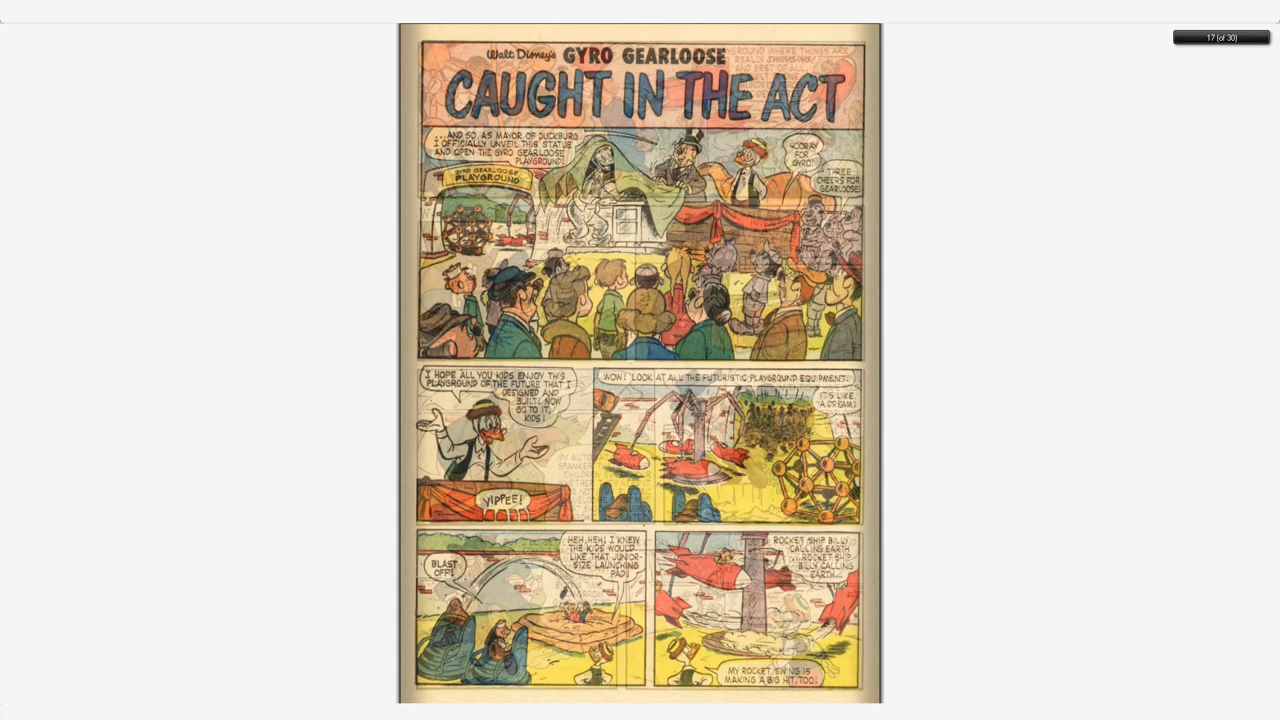 17 (of 30)
Walt Disney's GYRO GEARLOOSE
CAUGHT IN THE ACT
...AND SO, AS MAYOR OF DUCKBURG
I OFFICIALLY UNVEIL THIS STATUE
AND OPEN THE GYRO GEARLOOSE
PLAYGROUND!
HOORAY
FOR
GYRO!
THREE
CHEERS FOR
GEARLOOSE!
GYRO GEARLOOSE
PLAYGROUND
I HOPE ALL YOU KIDS ENJOY THIS
PLAYGROUND OF THE FUTURE THAT I
DESIGNED AND
BUILT! NOW
GO TO IT,
KIDS!
YIPPEE!
WOW! LOOK AT ALL THE FUTURISTIC PLAYGROUND EQUIPMENT!
IT'S LIKE
A DREAM!
BLAST
OFF!
HEH, HEH! I KNEW
THE KIDS WOULD
LIKE THAT JUNIOR-
SIZE LAUNCHING
PAD!
ROCKET SHIP BILLY
CALLING EARTH
...ROCKET SHIP
BILLY CALLING
EARTH...
MY ROCKET SWING IS
MAKING A BIG HIT, TOO!